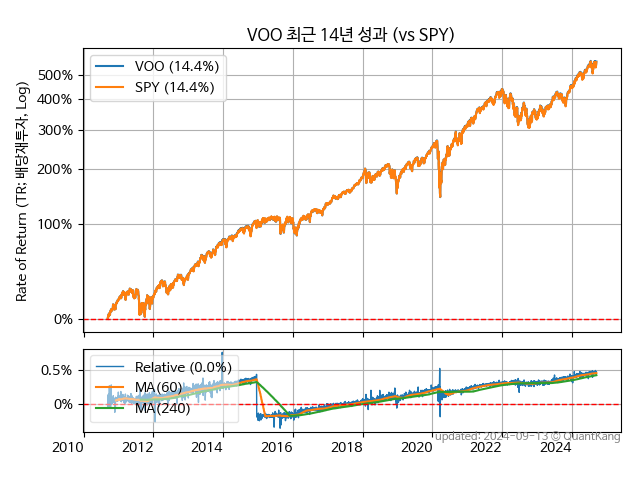 VOO 최근 14년 성과 (vs SPY)
VOO (14.4%)
SPY (14.4%)
Rate of Return (TR; 배당재투자, Log)
500%
400%
300%
200%
100%
0%
Relative (0.0%)
MA(60)
MA(240)
0.5%
0%
2010 2012 2014 2016 2018 2020 2022 2024
updated: 2024-09-13 © QuantKang